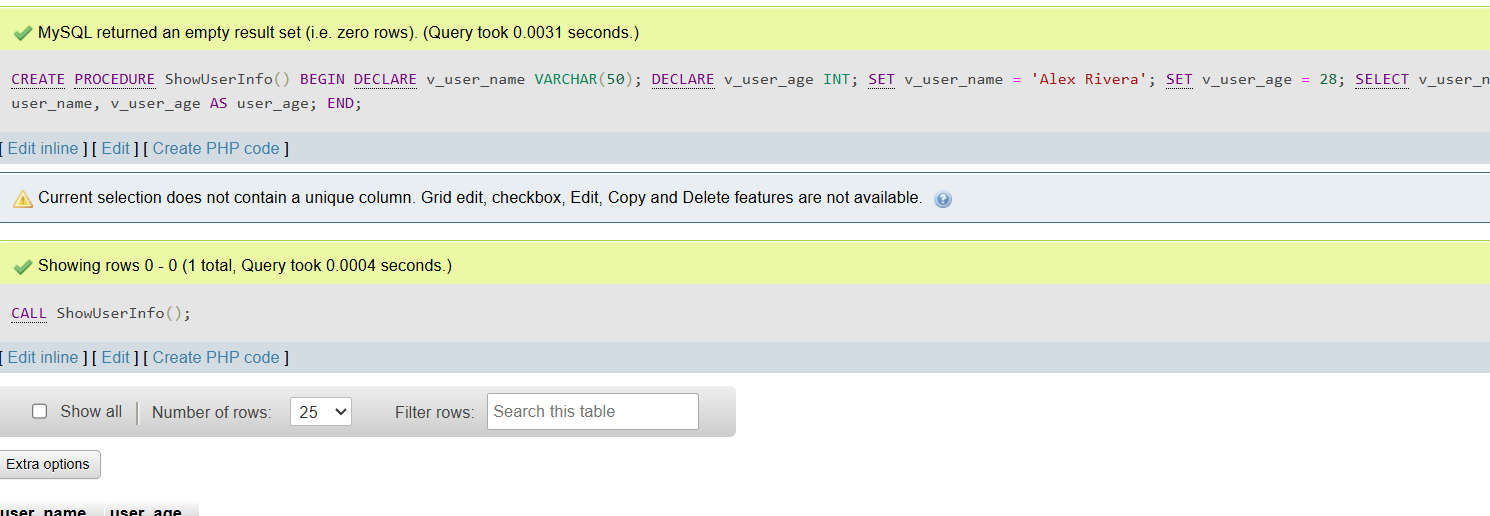 MySQL returned an empty result set (i.e. zero rows). (Query took 0.0031 seconds.)
CREATE PROCEDURE ShowUserInfo() BEGIN DECLARE v_user_name VARCHAR(50); DECLARE v_user_age INT; SET v_user_name = 'Alex Rivera'; SET v_user_age = 28; SELECT v_user_n
user_name, v_user_age AS user_age; END;
[ Edit inline ] [ Edit ] [ Create PHP code ]
Current selection does not contain a unique column. Grid edit, checkbox, Edit, Copy and Delete features are not available.
Showing rows 0 - 0 (1 total, Query took 0.0004 seconds.)
CALL ShowUserInfo();
[ Edit inline ] [ Edit ] [ Create PHP code ]
Show all | Number of rows: 25 Filter rows: Search this table
Extra options
user_name user_age